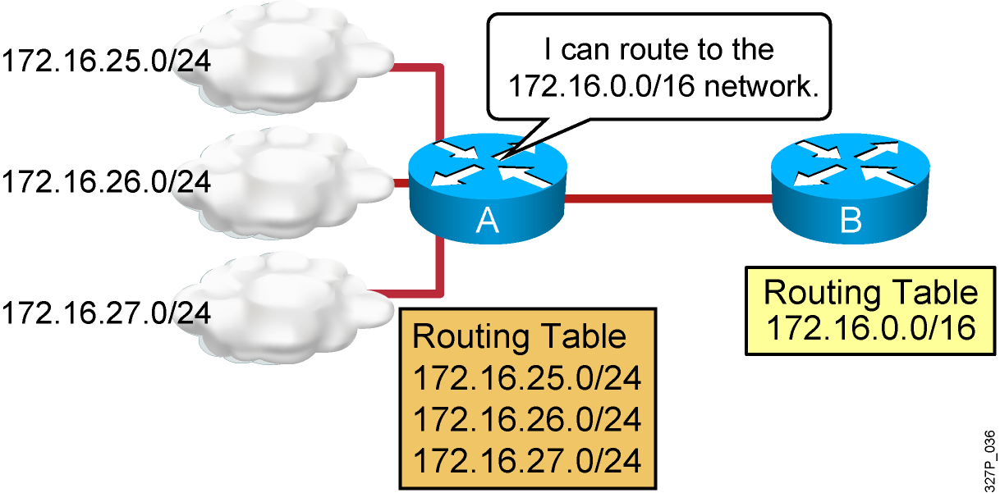 172.16.25.0/24
I can route to the
172.16.0.0/16 network.
172.16.26.0/24
A
B
172.16.27.0/24
Routing Table
172.16.25.0/24
172.16.26.0/24
172.16.27.0/24
Routing Table
172.16.0.0/16
327P_036